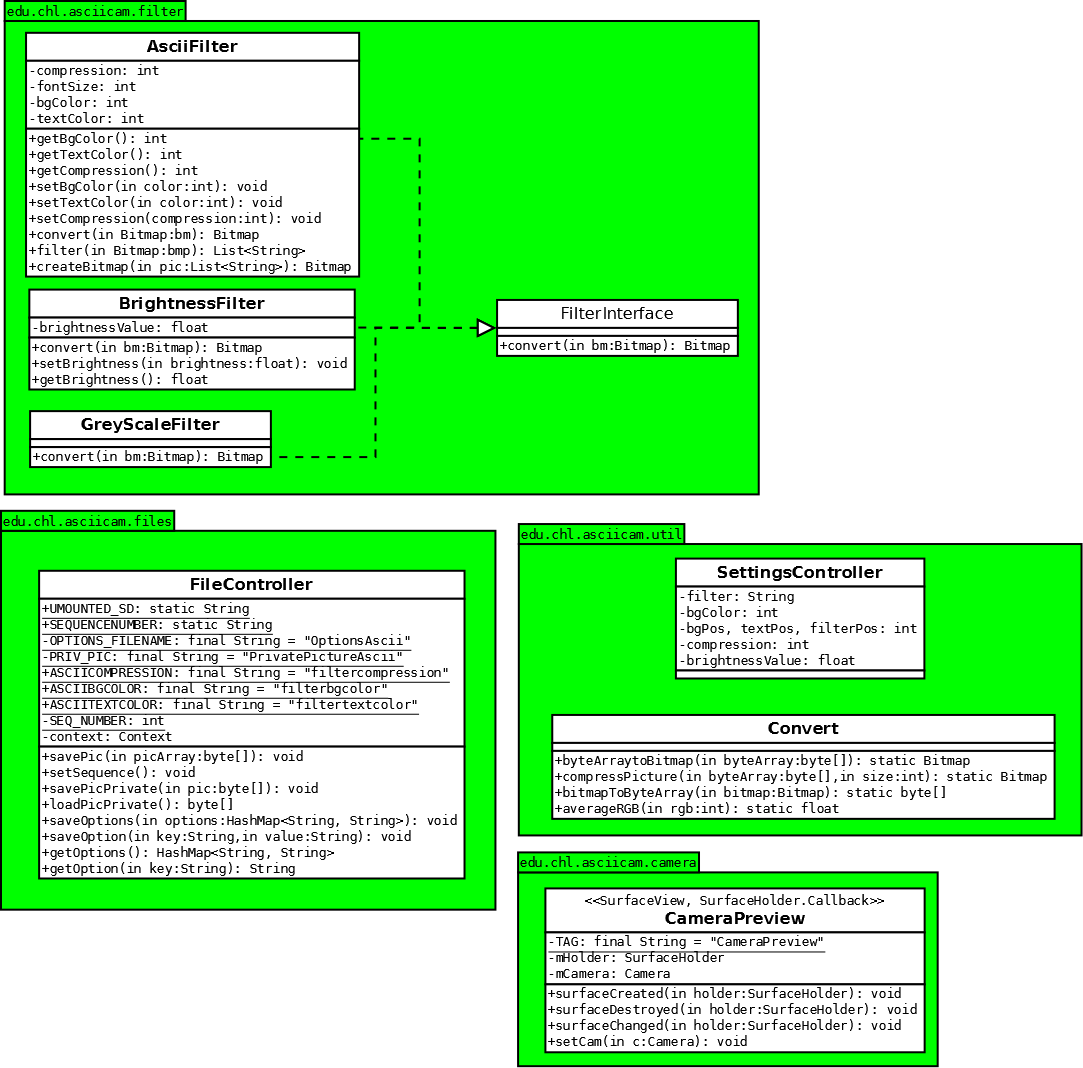 edu.chl.asciicam.filter
AsciiFilter
-compression: int
-fontSize: int
-bgColor: int
-textColor: int
+getBgColor(): int
+getTextColor(): int
+getCompression(): int
+setBgColor(in color:int): void
+setTextColor(in color:int): void
+setCompression(compression:int): void
+convert(in Bitmap:bm): Bitmap
+filter(in Bitmap:bmp): List<String>
+createBitmap(in pic:List<String>): Bitmap
BrightnessFilter
-brightnessValue: float
+convert(in bm:Bitmap): Bitmap
+setBrightness(in brightness:float): void
+getBrightness(): float
GreyScaleFilter
+convert(in bm:Bitmap): Bitmap
FilterInterface
+convert(in bm:Bitmap): Bitmap
edu.chl.asciicam.files
FileController
+UMOUNTED_SD: static String
+SEQUENCENUMBER: static String
-OPTIONS_FILENAME: final String = "OptionsAscii"
-PRIV_PIC: final String = "PrivatePictureAscii"
+ASCIICOMPRESSION: final String = "filtercompression"
+ASCIIBGCOLOR: final String = "filterbgcolor"
+ASCIITEXTCOLOR: final String = "filtertextcolor"
-SEQ_NUMBER: int
-context: Context
+savePic(in picArray:byte[]): void
+setSequence(): void
+savePicPrivate(in pic:byte[]): void
+loadPicPrivate(): byte[]
+saveOptions(in options:HashMap<String, String>): void
+saveOption(in key:String,in value:String): void
+getOptions(): HashMap<String, String>
+getOption(in key:String): String
edu.chl.asciicam.util
SettingsController
-filter: String
-bgColor: int
-bgPos, textPos, filterPos: int
-compression: int
-brightnessValue: float
Convert
+byteArraytoBitmap(in byteArray:byte[]): static Bitmap
+compressPicture(in byteArray:byte[],in size:int): static Bitmap
+bitmapToByteArray(in bitmap:Bitmap): static byte[]
+averageRGB(in rgb:int): static float
edu.chl.asciicam.camera
<<SurfaceView, SurfaceHolder.Callback>>
CameraPreview
-TAG: final String = "CameraPreview"
-mHolder: SurfaceHolder
-mCamera: Camera
+surfaceCreated(in holder:SurfaceHolder): void
+surfaceDestroyed(in holder:SurfaceHolder): void
+surfaceChanged(in holder:SurfaceHolder): void
+setCam(in c:Camera): void